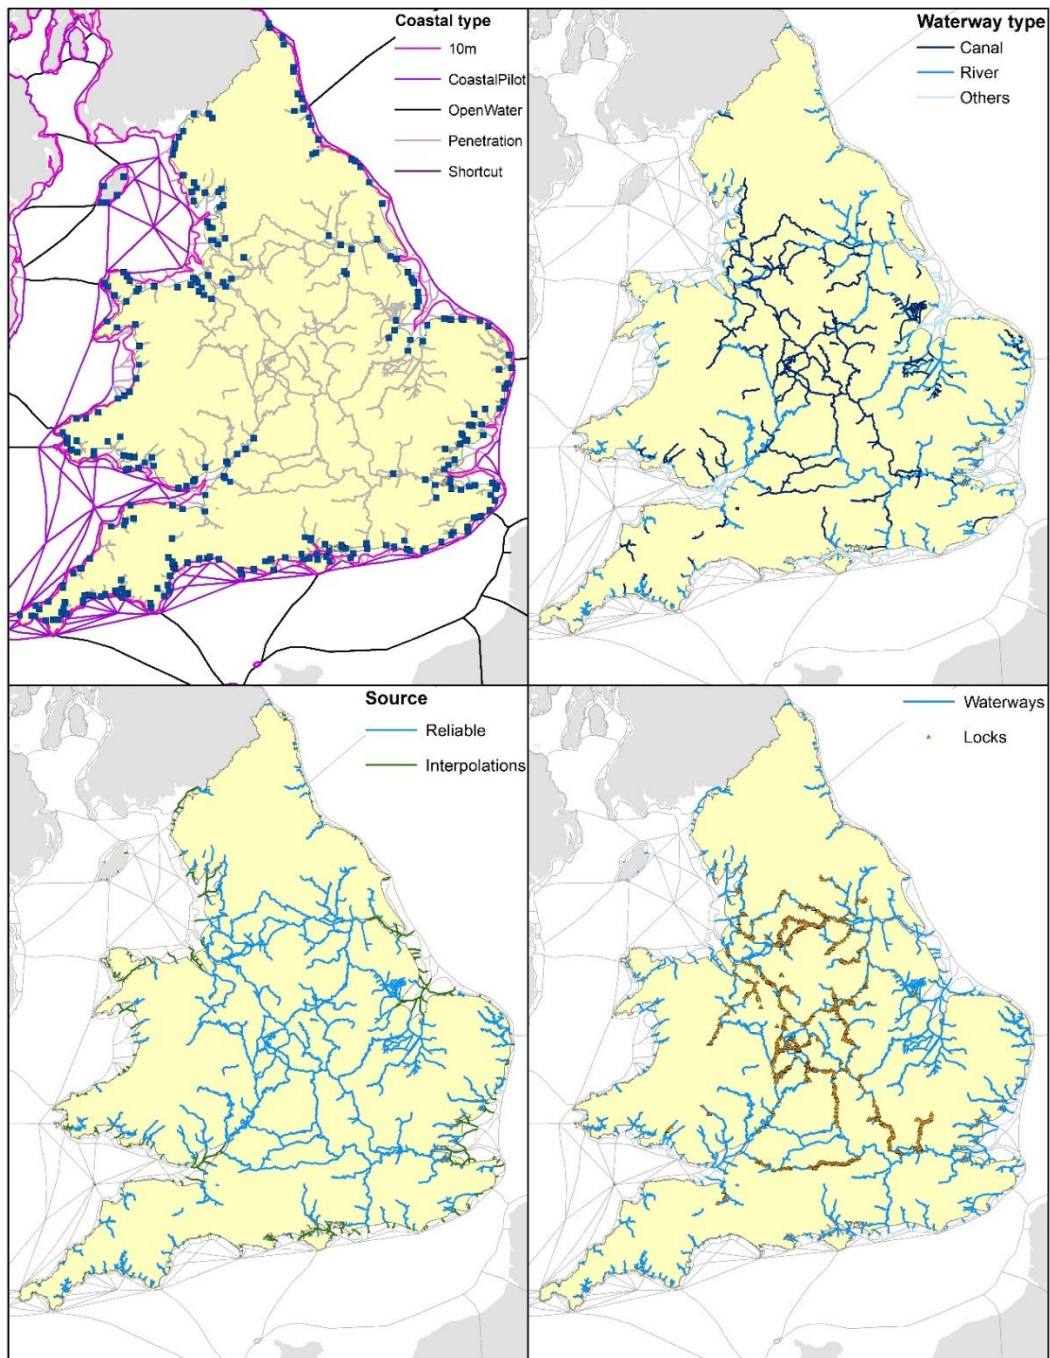 Coastal type
10m
CoastalPilot
OpenWater
Penetration
Shortcut
Waterway type
Canal
River
Others
Source
Reliable
Interpolations
Waterways
Locks